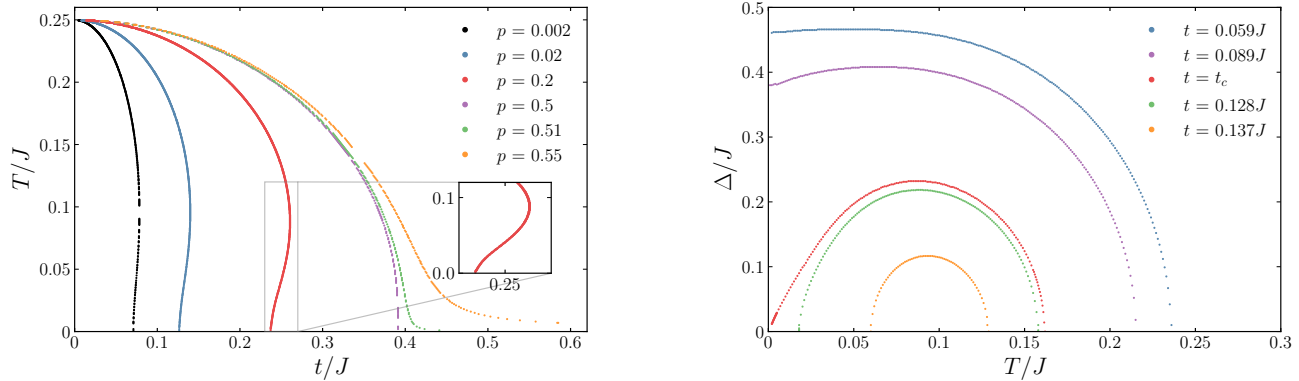 T/J
0.25
0.20
0.15
0.10
0.05
0
0
0.1
0.2
0.3
0.4
0.5
0.6
t/J
p = 0.002
p = 0.02
p = 0.2
p = 0.5
p = 0.51
p = 0.55
0.1
0.0
0.25
Δ/J
0.5
0.4
0.3
0.2
0.1
0
0
0.05
0.1
0.15
0.2
0.25
0.3
T/J
t = 0.059J
t = 0.089J
t = t_c
t = 0.128J
t = 0.137J